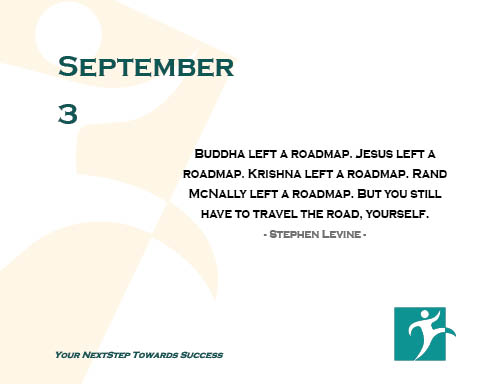 September
3
Buddha left a roadmap. Jesus left a
roadmap. Krishna left a roadmap. Rand
McNally left a roadmap. But you still
have to travel the road, yourself.
- Stephen Levine -
Your NextStep Towards Success